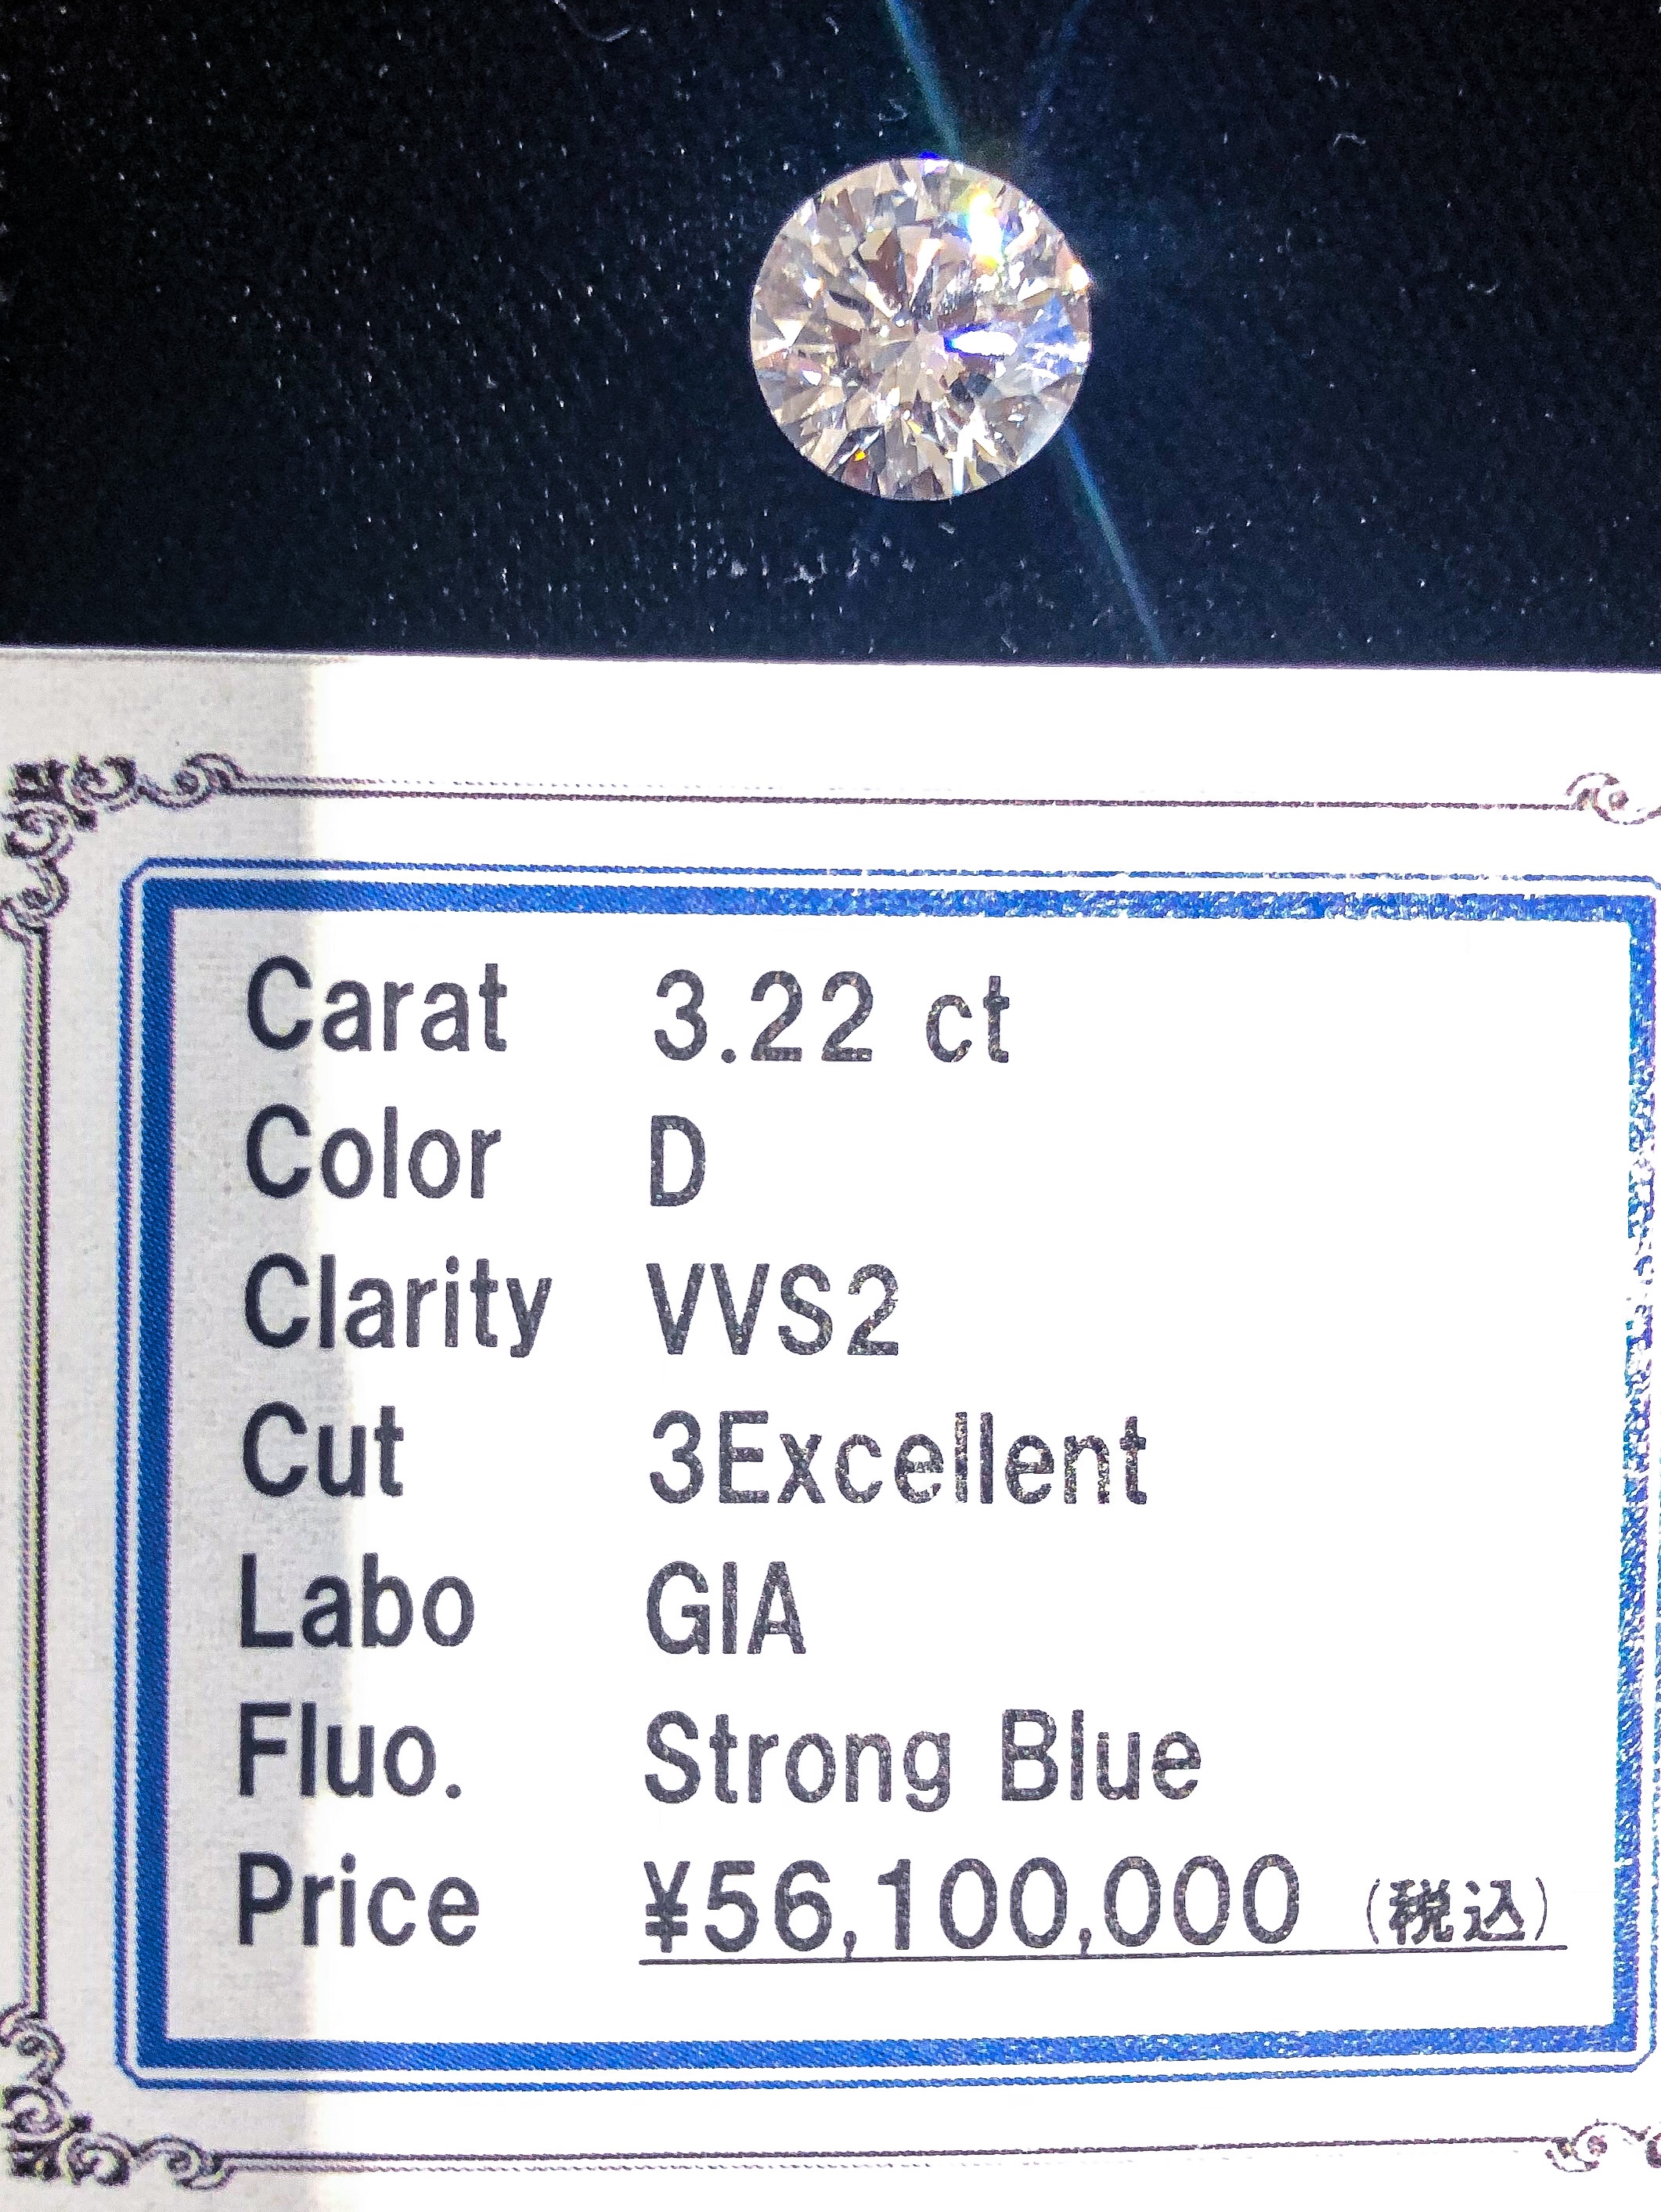 Carat 3.22 ct
Color D
Clarity VVS2
Cut 3Excellent
Labo GIA
Fluo. Strong Blue
Price ¥56,100,000 (税込)